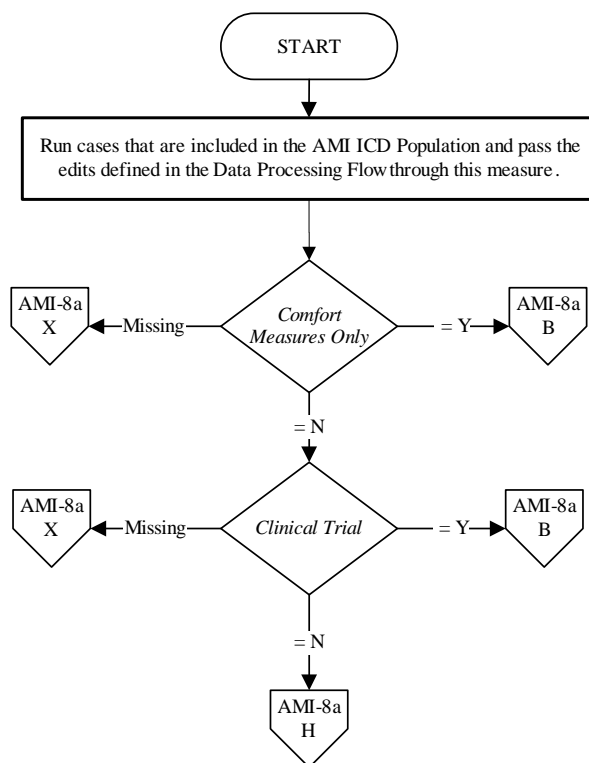 START
Run cases that are included in the AMI ICD Population and pass the
edits defined in the Data Processing Flow through this measure.
AMI-8a
X
Missing
Comfort
Measures Only
= Y
AMI-8a
B
= N
AMI-8a
X
Missing
Clinical Trial
= Y
AMI-8a
B
= N
AMI-8a
H